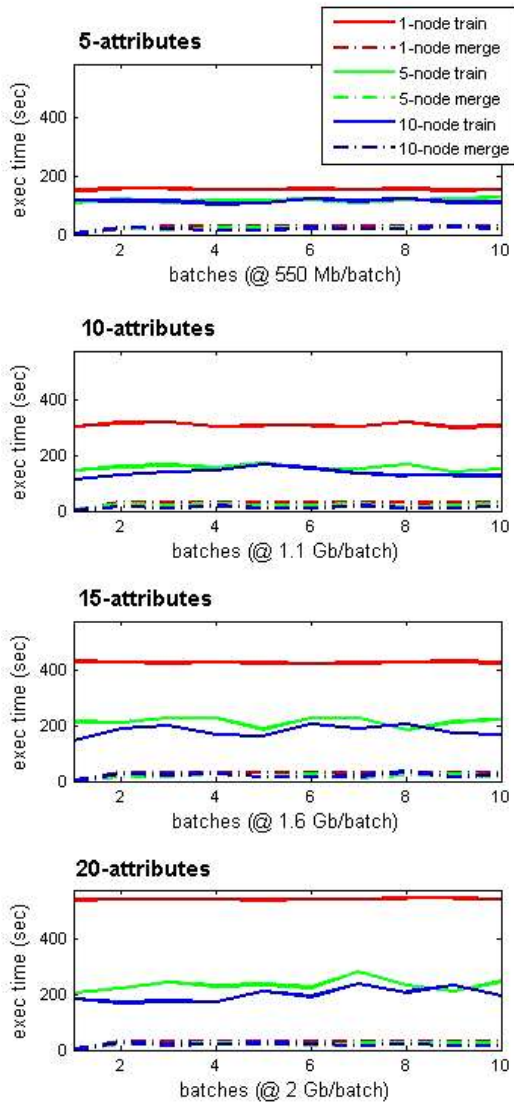 5-attributes
1-node train
1-node merge
5-node train
5-node merge
10-node train
10-node merge
exec time (sec)
400
200
0
2 4 6 8 10
batches (@ 550 Mb/batch)
10-attributes
exec time (sec)
400
200
0
2 4 6 8 10
batches (@ 1.1 Gb/batch)
15-attributes
exec time (sec)
400
200
0
2 4 6 8 10
batches (@ 1.6 Gb/batch)
20-attributes
exec time (sec)
400
200
0
2 4 6 8 10
batches (@ 2 Gb/batch)